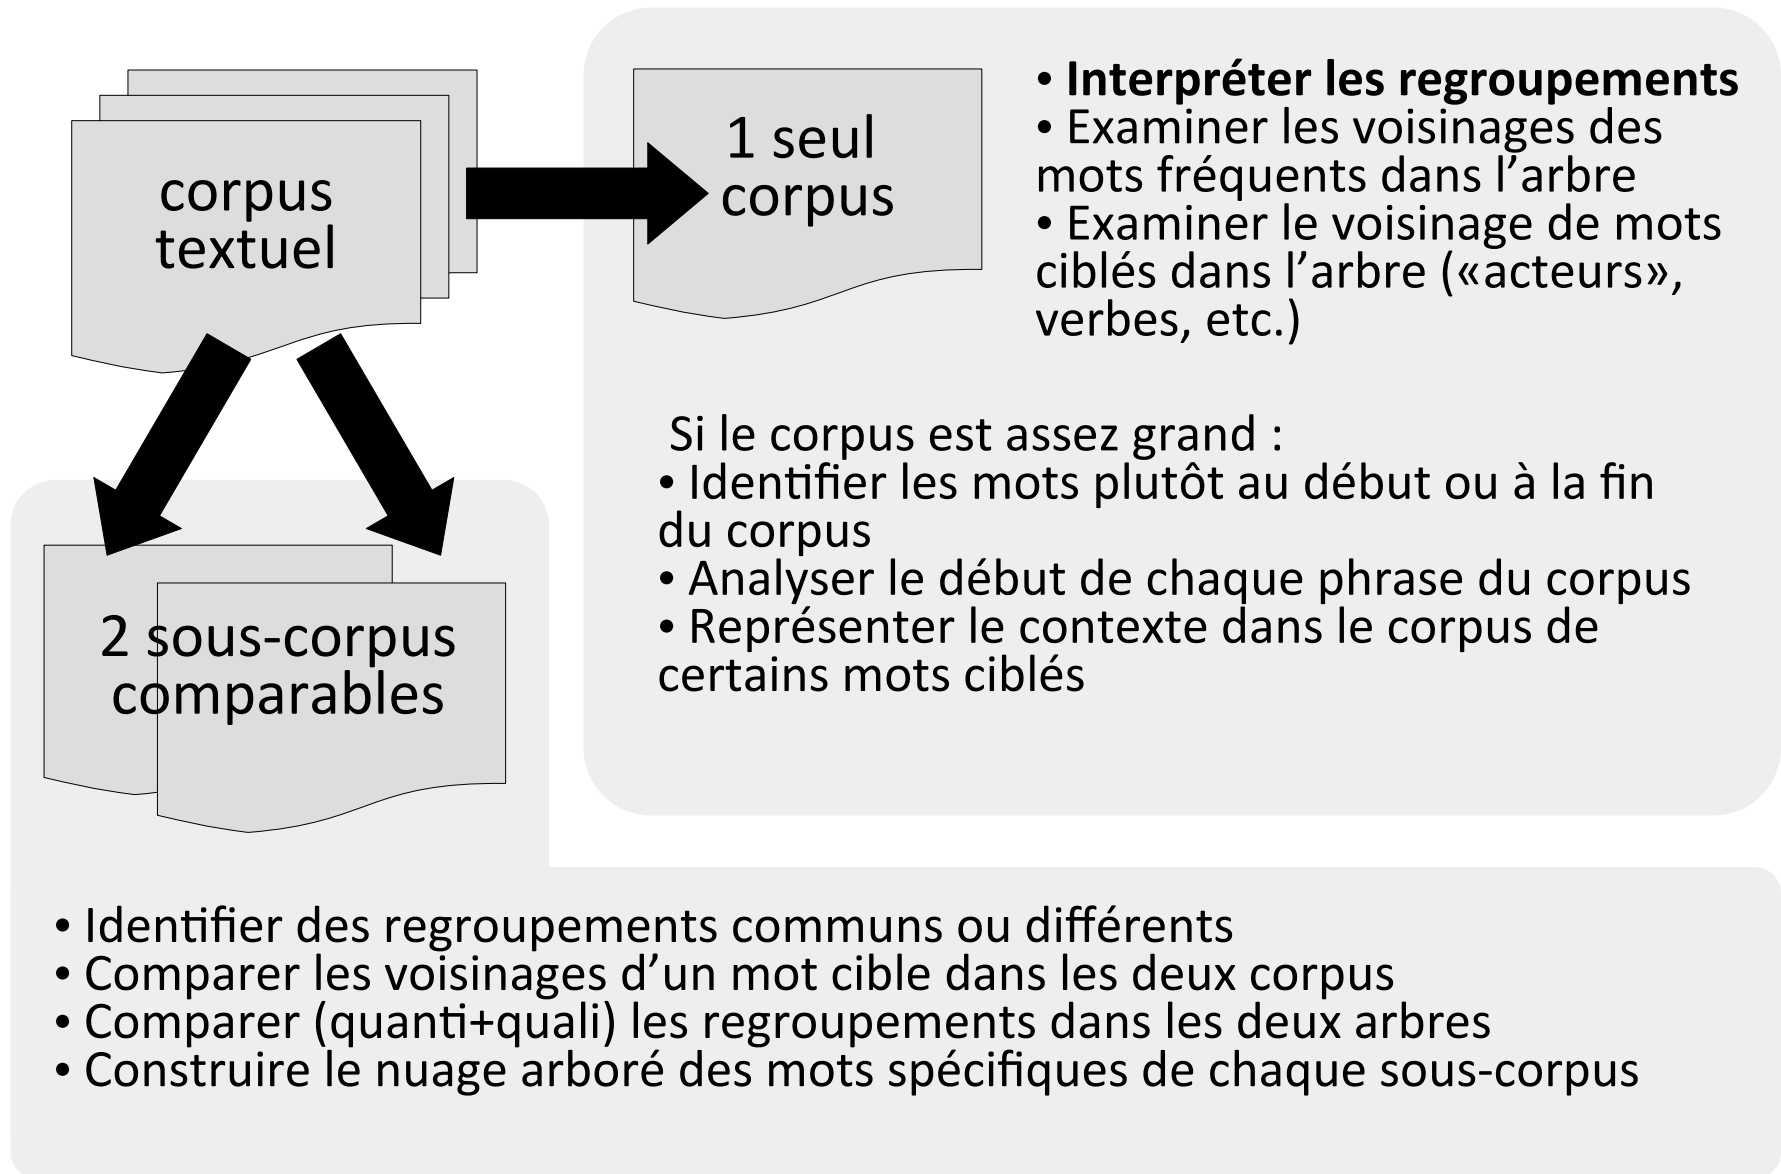 corpus
textuel
1 seul
corpus
• Interpréter les regroupements
• Examiner les voisinages des
mots fréquents dans l’arbre
• Examiner le voisinage de mots
ciblés dans l’arbre («acteurs»,
verbes, etc.)
Si le corpus est assez grand :
• Identifier les mots plutôt au début ou à la fin
du corpus
• Analyser le début de chaque phrase du corpus
• Représenter le contexte dans le corpus de
certains mots ciblés
2 sous-corpus
comparables
• Identifier des regroupements communs ou différents
• Comparer les voisinages d’un mot cible dans les deux corpus
• Comparer (quanti+quali) les regroupements dans les deux arbres
• Construire le nuage arboré des mots spécifiques de chaque sous-corpus